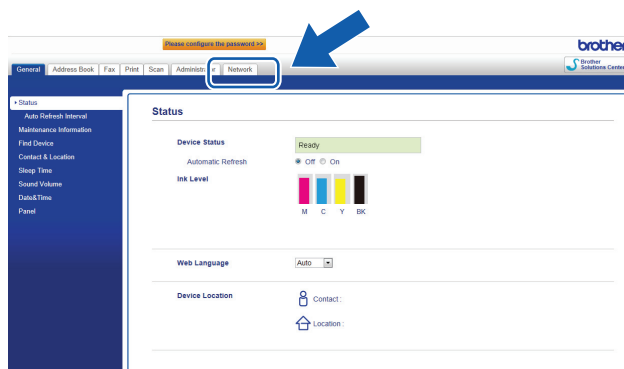 Please configure the password >>
brother
General Address Book Fax Print Scan Administrator Network
Brother
Solutions Center
Status
Auto Refresh Interval
Maintenance Information
Find Device
Contact & Location
Sleep Time
Sound Volume
Date&Time
Panel
Status
Device Status Ready
Automatic Refresh Off On
Ink Level
M C Y BK
Web Language Auto
Device Location Contact :
Location :